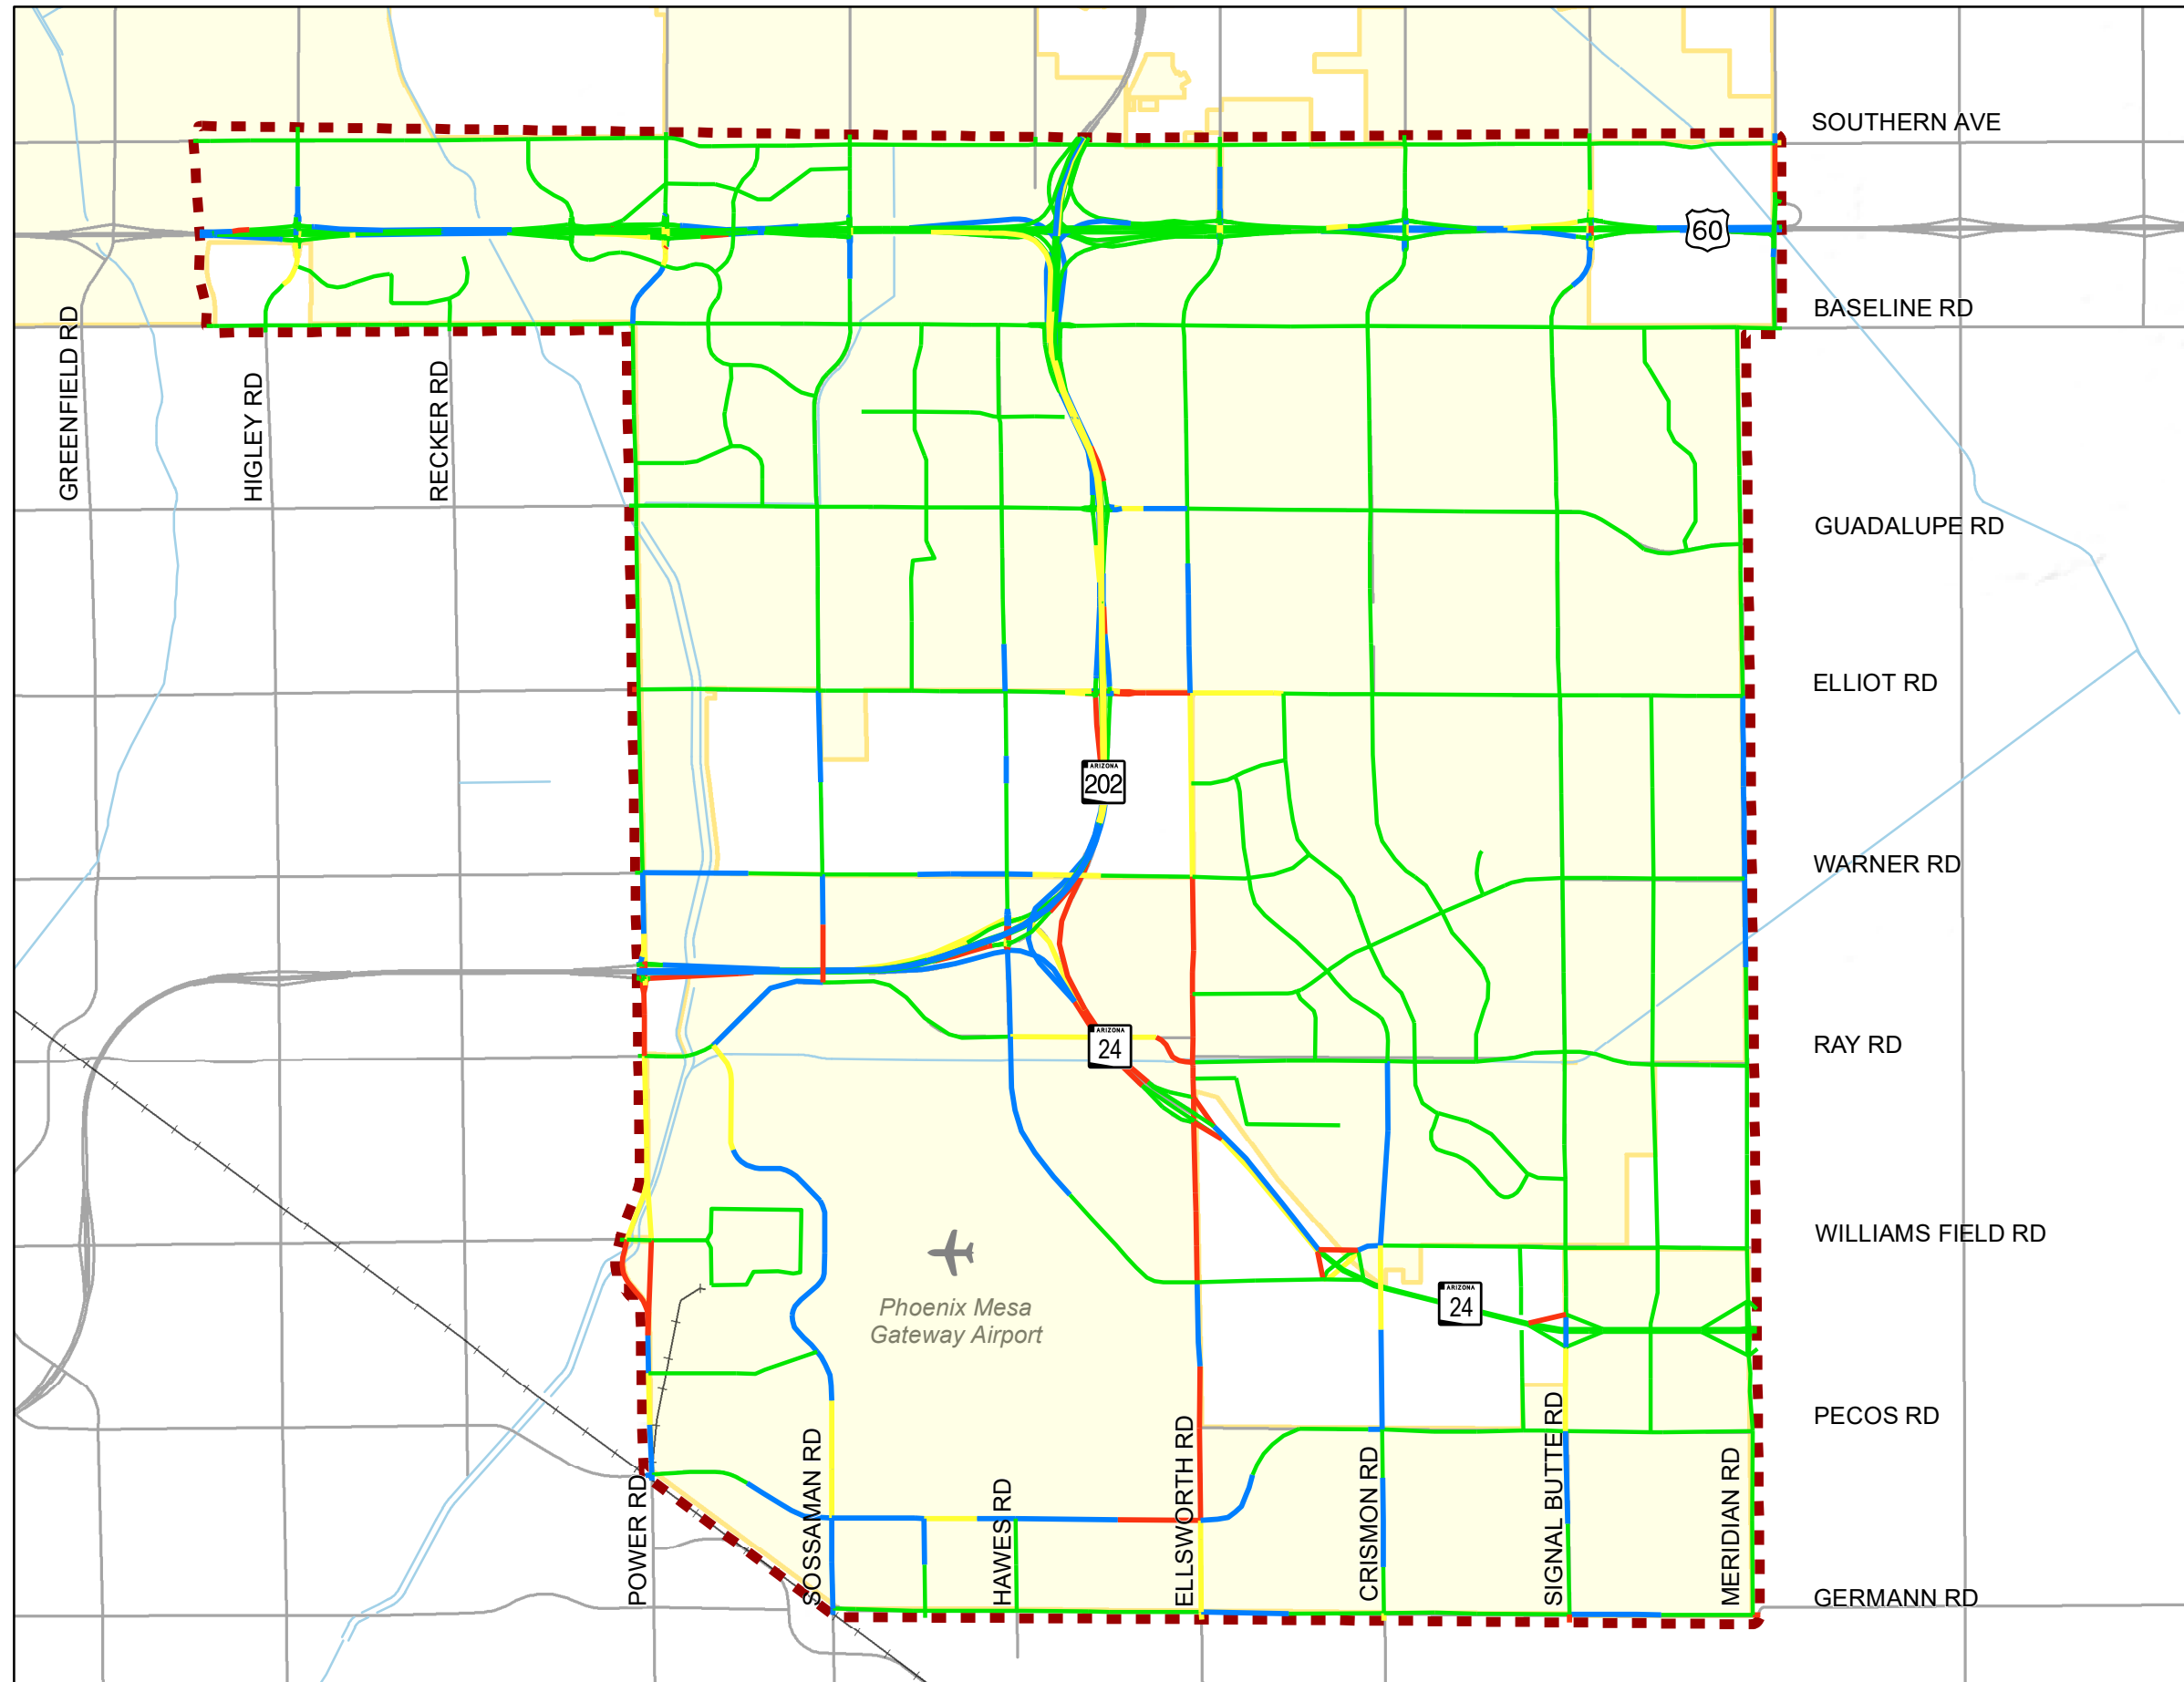 SOUTHERN AVE
60
BASELINE RD
GREENFIELD RD
HIGLEY RD
RECKER RD
GUADALUPE RD
ELLIOT RD
ARIZONA
202
WARNER RD
ARIZONA
24
RAY RD
WILLIAMS FIELD RD
Phoenix Mesa
Gateway Airport
ARIZONA
24
PECOS RD
POWER RD
SOSSAMAN RD
HAWES RD
ELLSWORTH RD
CRISMON RD
SIGNAL BUTTE RD
MERIDIAN RD
GERMANN RD